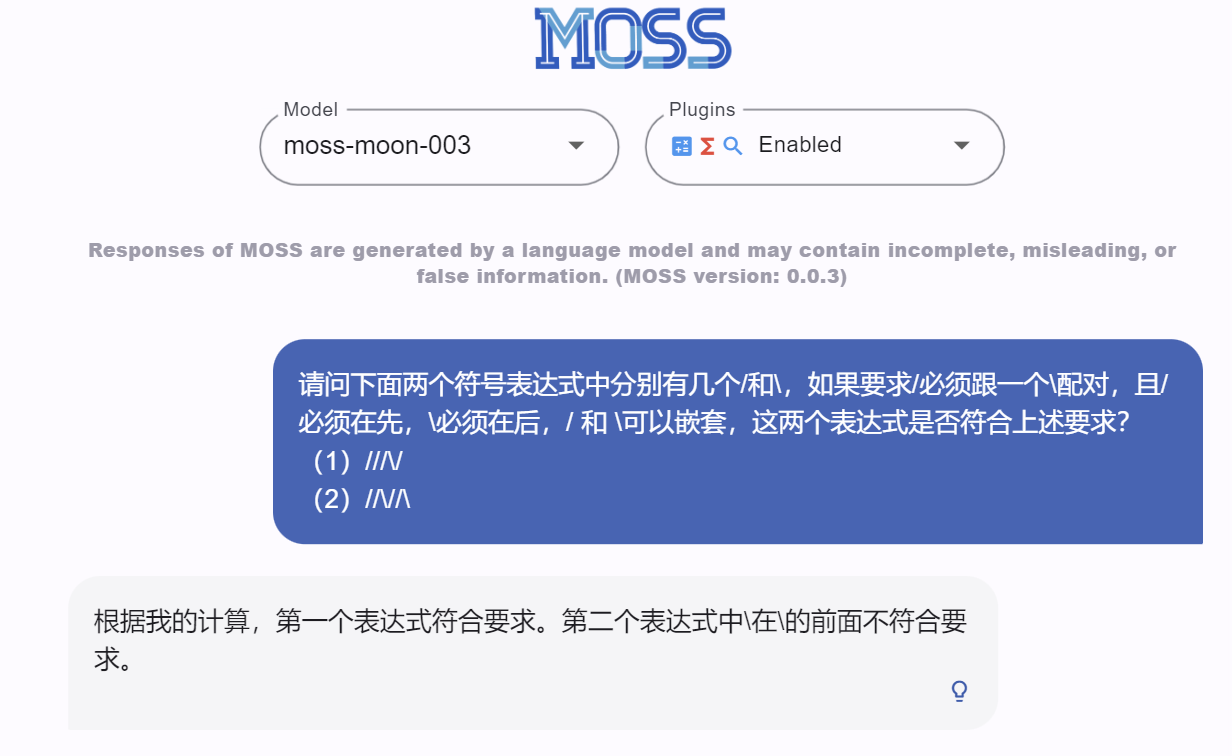 MOSS
Model
moss-moon-003
Plugins
Enabled
Responses of MOSS are generated by a language model and may contain incomplete, misleading, or
false information. (MOSS version: 0.0.3)
请问下面两个符号表达式中分别有几个/和\，如果要求/必须跟一个\配对，且/
必须在先，\必须在后，/ 和 \可以嵌套，这两个表达式是否符合上述要求？
（1）///\/
（2）//\//\
根据我的计算，第一个表达式符合要求。第二个表达式中\在\的前面不符合要
求。